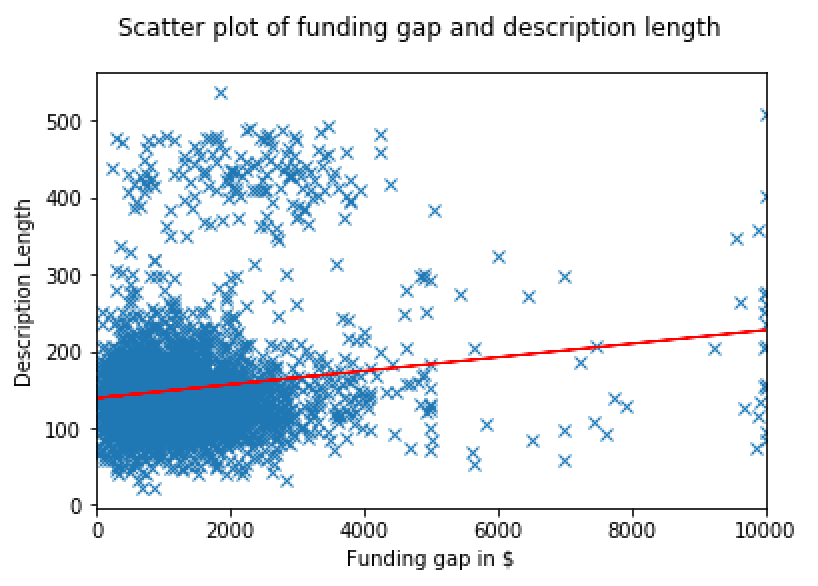 Scatter plot of funding gap and description length
500
400
300
200
100
0
Description Length
0 2000 4000 6000 8000 10000
Funding gap in $